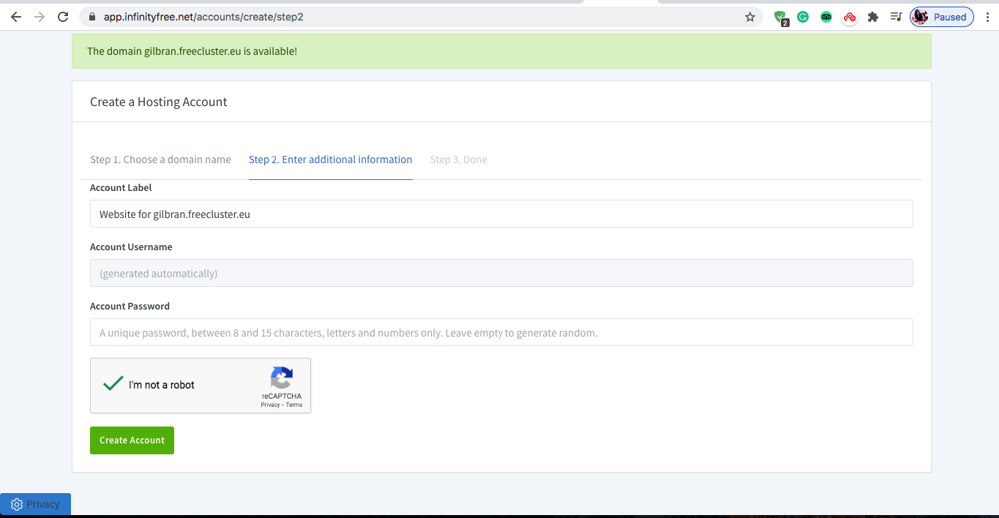 app.infinityfree.net/accounts/create/step2
2
Paused
The domain gilbran.freecluster.eu is available!
Create a Hosting Account
Step 1. Choose a domain name
Step 2. Enter additional information
Step 3. Done
Account Label
Website for gilbran.freecluster.eu
Account Username
(generated automatically)
Account Password
A unique password, between 8 and 15 characters, letters and numbers only. Leave empty to generate random.
I'm not a robot
reCAPTCHA
Privacy - Terms
Create Account
Privacy